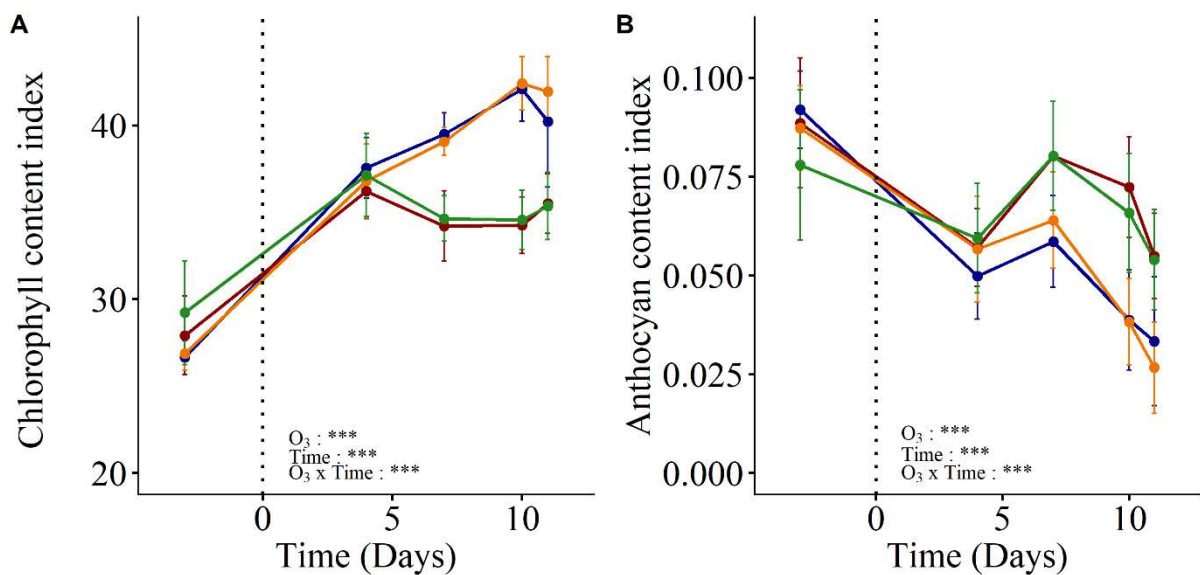 A
Chlorophyll content index
40
30
20
O₃ : ***
Time : ***
O₃ x Time : ***
0 5 10
Time (Days)
B
Anthocyan content index
0.100
0.075
0.050
0.025
0.000
O₃ : ***
Time : ***
O₃ x Time : ***
0 5 10
Time (Days)